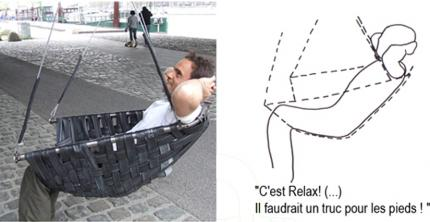 "C'est Relax! (...)
Il faudrait un truc pour les pieds ! "